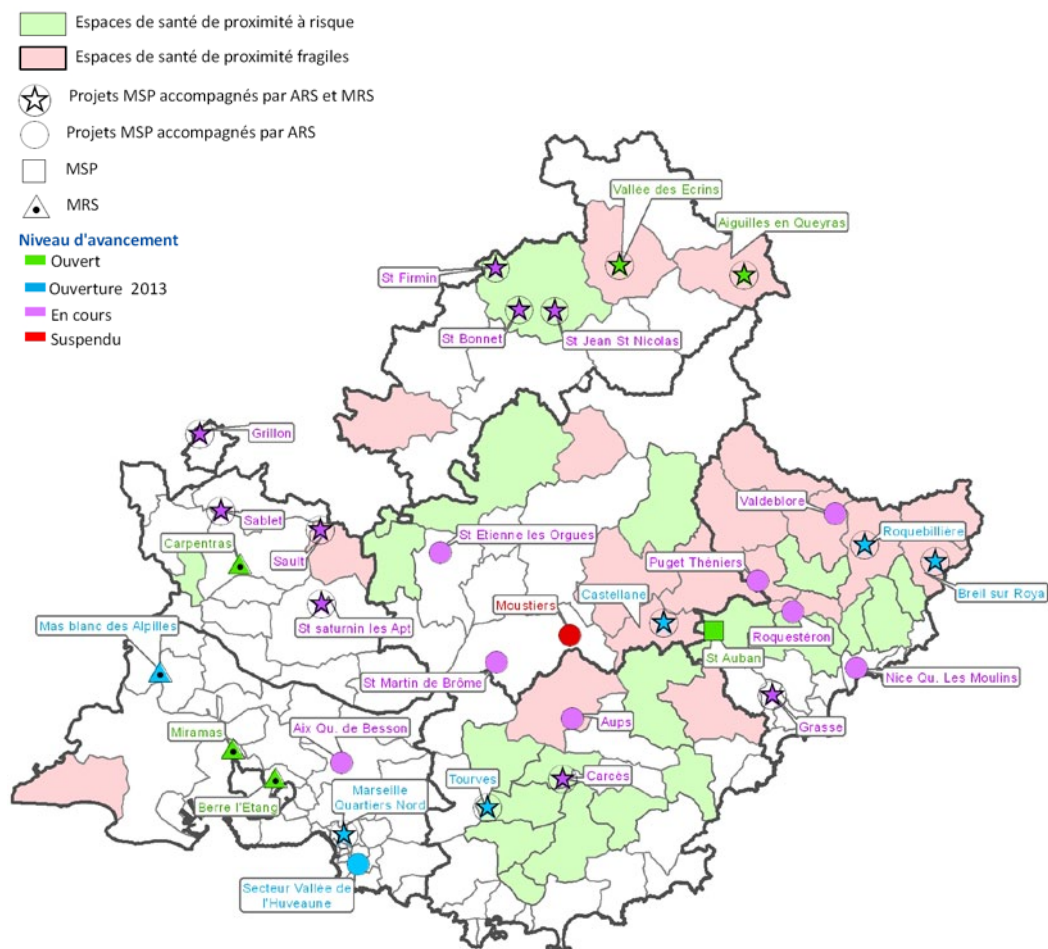 Espaces de santé de proximité à risque
Espaces de santé de proximité fragiles
Projets MSP accompagnés par ARS et MRS
Projets MSP accompagnés par ARS
MSP
MRS
Niveau d'avancement
Ouvert
Ouverture 2013
En cours
Suspendu
Vallée des Ecrins
Aiguilles en Queyras
St Firmin
St Bonnet
St Jean St Nicolas
Grillon
Sablet
Carpentras
Sault
St Etienne les Orgues
Valdeblore
Roquebillière
Puget Théniers
Castellane
Breil sur Roya
St saturnin les Apt
Moustiers
Mas blanc des Alpilles
Roquestéron
St Auban
St Martin de Brôme
Nice Qu. Les Moulins
Aups
Grasse
Miramas
Aix Qu. de Besson
Carcès
Tourves
Marseille
Quartiers Nord
Berre l'Etang
Secteur Vallée de
l'Huveaune